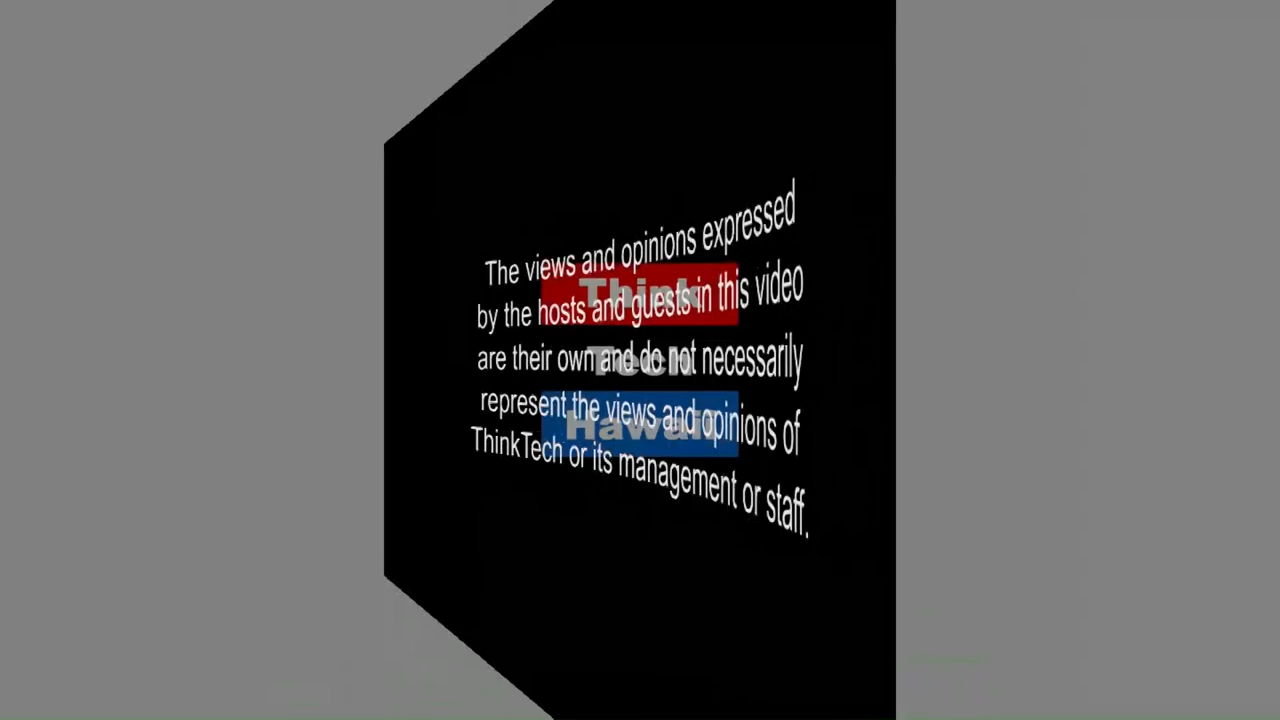 The views and opinions expressed
by the hosts and guests in this video
are their own and do not necessarily
represent the views and opinions of
ThinkTech or its management or staff.
Think
Tech
Hawaii